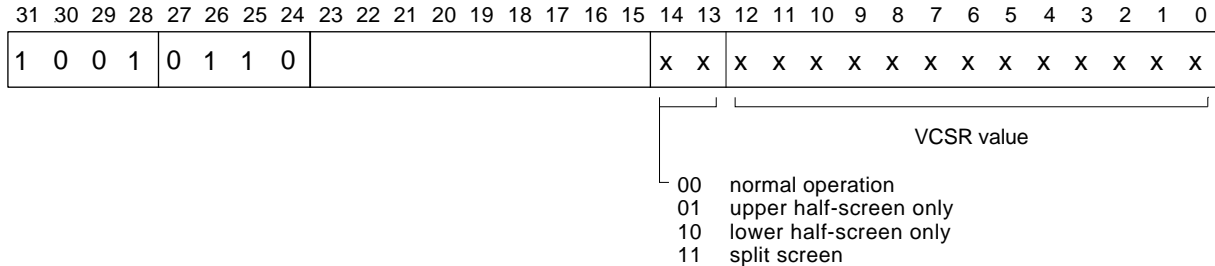 31 30 29 28 27 26 25 24 23 22 21 20 19 18 17 16 15 14 13 12 11 10 9 8 7 6 5 4 3 2 1 0
1 0 0 1 0 1 1 0 x x x x x x x x x x x x x x x
VCSR value
00 normal operation
01 upper half-screen only
10 lower half-screen only
11 split screen